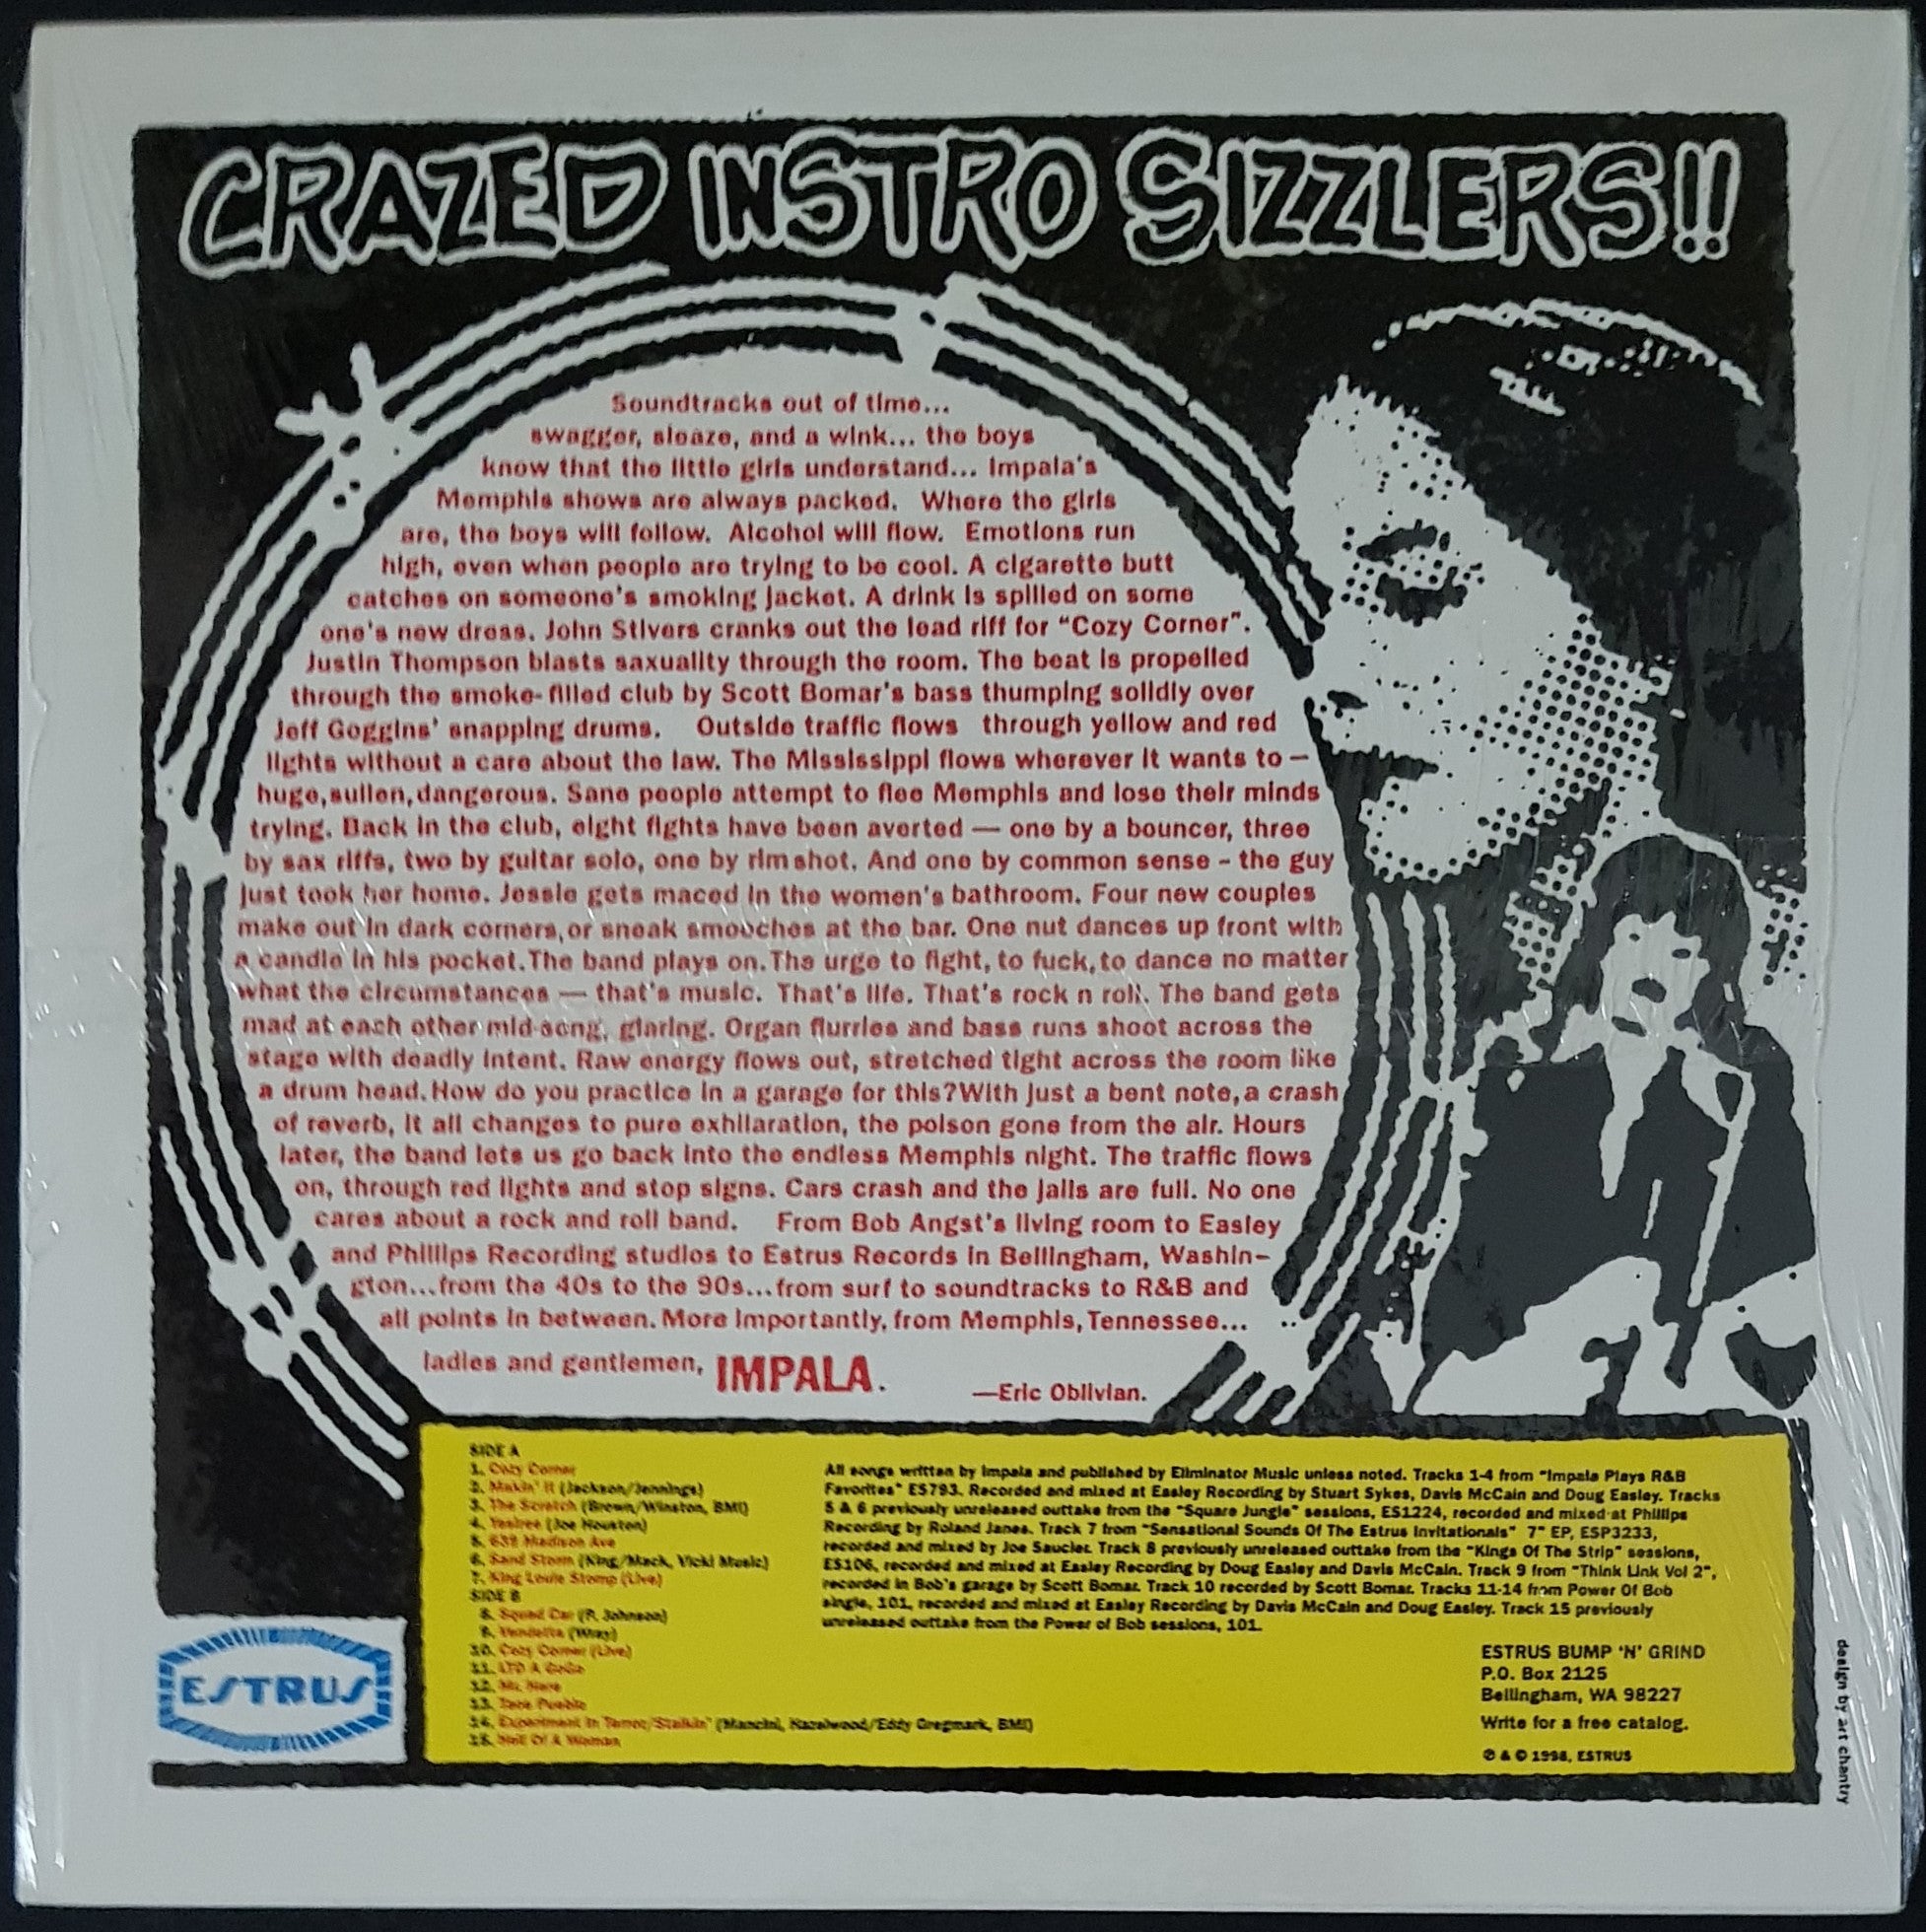 CRAZED INSTRO SIZZLERS!!
Soundtracks out of time...
swagger, sleaze, and a wink... the boys
know that the little girls understand... Impala's
Memphis shows are always packed. Where the girls
are, the boys will follow. Alcohol will flow. Emotions run
high, even when people are trying to be cool. A cigarette butt
catches on someone's smoking jacket. A drink is spilled on some
one's new dress. John Stivers cranks out the lead riff for "Cozy Corner".
Justin Thompson blasts saxuality through the room. The beat is propelled
through the smoke-filled club by Scott Bomar's bass thumping solidly over
Jeff Goggins' snapping drums. Outside traffic flows through yellow and red
lights without a care about the law. The Mississippi flows wherever it wants to —
huge, sullen, dangerous. Sane people attempt to flee Memphis and lose their minds
trying. Back in the club, eight fights have been averted — one by a bouncer, three
by sax riffs, two by guitar solo, one by rim shot. And one by common sense - the guy
just took her home. Jessie gets maced in the women's bathroom. Four new couples
make out in dark corners, or sneak smooches at the bar. One nut dances up front with
a candle in his pocket. The band plays on. The urge to fight, to fuck, to dance no matter
what the circumstances — that's music. That's life. That's rock n roll. The band gets
mad at each other mid-song, glaring. Organ flurries and bass runs shoot across the
stage with deadly intent. Raw energy flows out, stretched tight across the room like
a drum head. How do you practice in a garage for this? With just a bent note, a crash
of reverb, it all changes to pure exhilaration, the poison gone from the air. Hours
later, the band lets us go back into the endless Memphis night. The traffic flows
on, through red lights and stop signs. Cars crash and the jails are full. No one
cares about a rock and roll band. From Bob Angst's living room to Easley
and Phillips Recording studios to Estrus Records in Bellingham, Washin-
gton...from the 40s to the 90s...from surf to soundtracks to R&B and
all points in between. More importantly, from Memphis, Tennessee...
ladies and gentlemen, IMPALA.
—Eric Oblivian.
SIDE A
1. Cozy Corner
2. Makin' It (Jackson/Jennings)
3. The Scratch (Brown/Winston, BMI)
4. Yeatree (Joe Houston)
5. 632 Madison Ave
6. Sand Storm (King/Mack, Vicki Music)
7. King Louie Stomp (Live)
SIDE B
8. Squad Car (P. Johnson)
9. Vendetta (Wray)
10. Cozy Corner (Live)
11. LTD A GoGo
12. Mr. Nere
13. Taos Pueblo
14. Experiment In Terror/Stalkin' (Mancini, Hazelwood/Eddy Gregmark, BMI)
15. Hell Of A Woman
All songs written by Impala and published by Eliminator Music unless noted. Tracks 1-4 from "Impala Plays R&B
Favorites" ES793. Recorded and mixed at Easley Recording by Stuart Sykes, Davis McCain and Doug Easley. Tracks
5 & 6 previously unreleased outtake from the "Square Jungle" sessions, ES1224, recorded and mixed at Phillips
Recording by Roland Janes. Track 7 from "Sensational Sounds Of The Estrus Invitationals" 7" EP, ESP3233,
recorded and mixed by Joe Saucier. Track 8 previously unreleased outtake from the "Kings Of The Strip" sessions,
ES106, recorded and mixed at Easley Recording by Doug Easley and Davis McCain. Track 9 from "Think Link Vol 2",
recorded in Bob's garage by Scott Bomar. Track 10 recorded by Scott Bomar. Tracks 11-14 from Power Of Bob
single, 101, recorded and mixed at Easley Recording by Davis McCain and Doug Easley. Track 15 previously
unreleased outtake from the Power of Bob sessions, 101.
ESTRUS BUMP 'N' GRIND
P.O. Box 2125
Bellingham, WA 98227
Write for a free catalog.
℗ & © 1998, ESTRUS
ESTRUS
design by art chantry